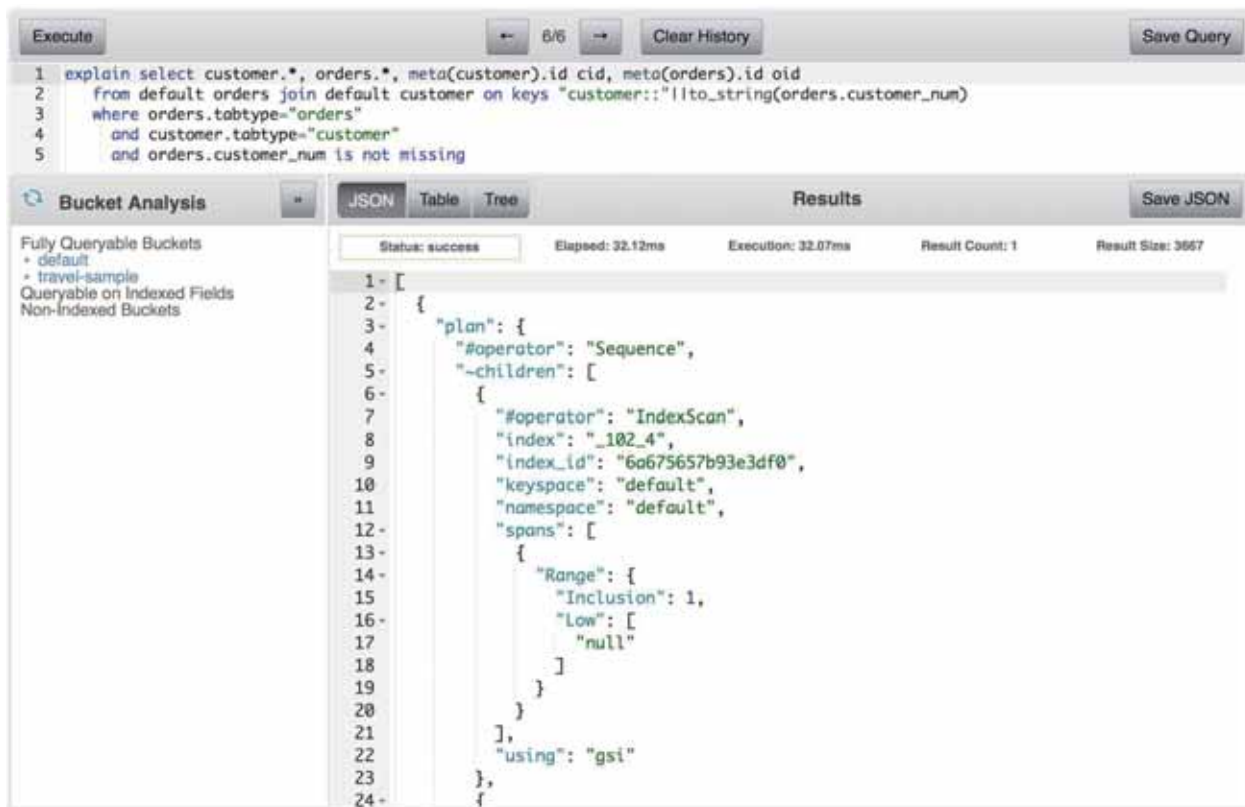 Execute ← 6/6 → Clear History Save Query
1 explain select customer.*, orders.*, meta(customer).id cid, meta(orders).id oid
2 from default orders join default customer on keys "customer::"||to_string(orders.customer_num)
3 where orders.tabtype="orders"
4 and customer.tabtype="customer"
5 and orders.customer_num is not missing
Bucket Analysis »
Fully Queryable Buckets
• default
• travel-sample
Queryable on Indexed Fields
Non-Indexed Buckets
JSON Table Tree Results Save JSON
Status: success Elapsed: 32.12ms Execution: 32.07ms Result Count: 1 Result Size: 3667
1 [
2 {
3 "plan": {
4 "#operator": "Sequence",
5 "~children": [
6 {
7 "#operator": "IndexScan",
8 "index": "_102_4",
9 "index_id": "6a675657b93e3df0",
10 "keyspace": "default",
11 "namespace": "default",
12 "spans": [
13 {
14 "Range": {
15 "Inclusion": 1,
16 "Low": [
17 "null"
18 ]
19 }
20 }
21 ],
22 "using": "gsi"
23 },
24 {